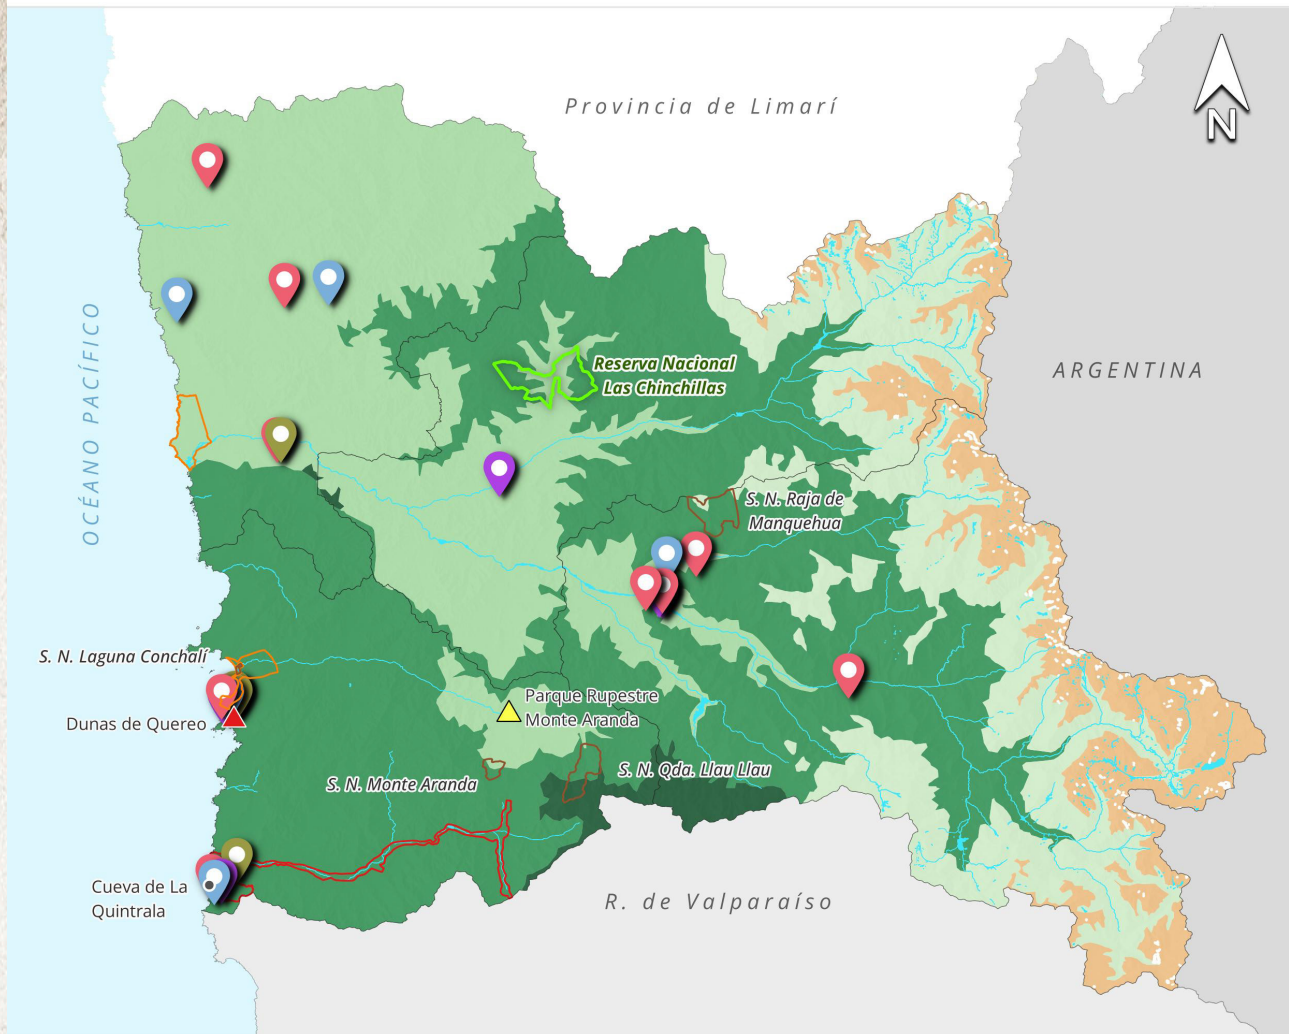 Provincia de Limarí
N
ARGENTINA
OCÉANO PACÍFICO
Reserva Nacional
Las Chinchillas
S. N. Raja de
Manquehua
S. N. Laguna Conchalí
Dunas de Quereo
Parque Rupestre
Monte Aranda
S. N. Monte Aranda
S. N. Qda. Llau Llau
Cueva de La
Quintrala
R. de Valparaíso